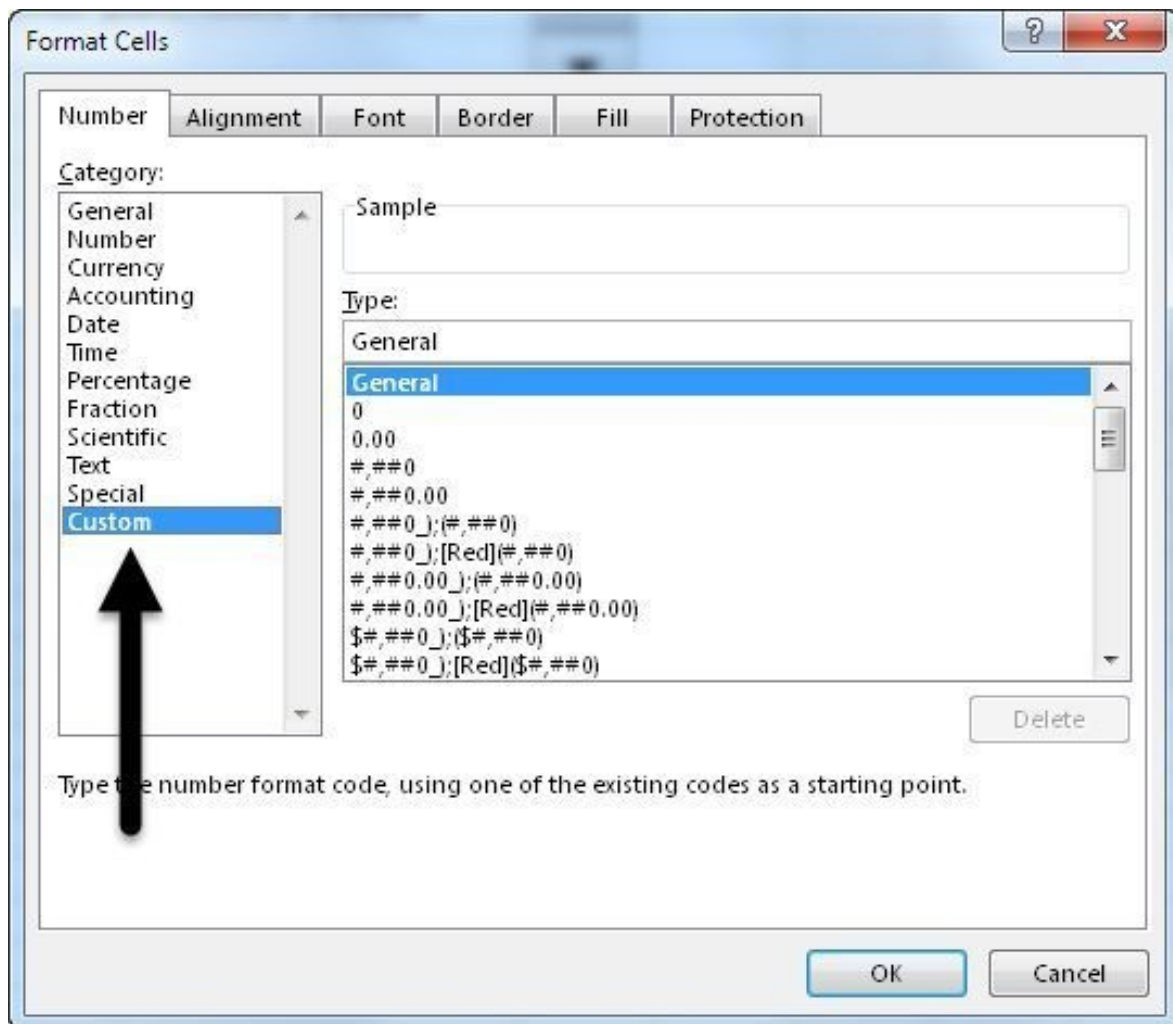 Format Cells
?
X
Number Alignment Font Border Fill Protection
Category:
General
Number
Currency
Accounting
Date
Time
Percentage
Fraction
Scientific
Text
Special
Custom
Sample
Type:
General
General
0
0.00
#,##0
#,##0.00
#,##0_);(#,##0)
#,##0_);[Red](#,##0)
#,##0.00_);(#,##0.00)
#,##0.00_);[Red](#,##0.00)
$#,##0_);($#,##0)
$#,##0_);[Red]($#,##0)
Delete
Type the number format code, using one of the existing codes as a starting point.
OK Cancel